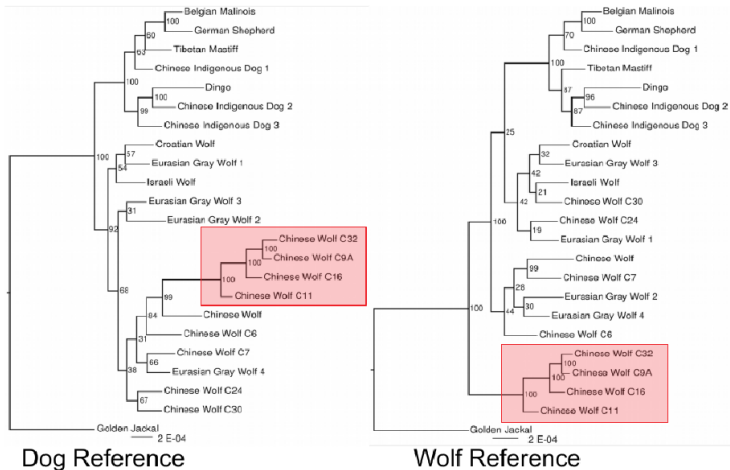 Belgian Malinois
100
German Shepherd
60
Tibetan Mastiff
Chinese Indigenous Dog 1
100
Dingo
100
Chinese Indigenous Dog 2
99
Chinese Indigenous Dog 3
Croatian Wolf
57
100
Eurasian Gray Wolf 1
54
Israeli Wolf
Eurasian Gray Wolf 3
31
Eurasian Gray Wolf 2
92
Chinese Wolf C32
100
Chinese Wolf C9A
100
Chinese Wolf C16
100
68
Chinese Wolf C11
99
Chinese Wolf
84
Chinese Wolf C6
31
Chinese Wolf C7
66
Eurasian Gray Wolf 4
38
Chinese Wolf C24
67
Chinese Wolf C30
Golden Jackal
2 E-04
Dog Reference
Belgian Malinois
100
German Shepherd
70
Chinese Indigenous Dog 1
100
Tibetan Mastiff
87
Dingo
96
Chinese Indigenous Dog 2
87
Chinese Indigenous Dog 3
25
Croatian Wolf
32
Eurasian Gray Wolf 3
42
Israeli Wolf
21
Chinese Wolf C30
42
Chinese Wolf C24
19
Eurasian Gray Wolf 1
100
Chinese Wolf
99
Chinese Wolf C7
28
Eurasian Gray Wolf 2
30
Eurasian Gray Wolf 4
44
100
Chinese Wolf C6
Chinese Wolf C32
100
Chinese Wolf C9A
100
Chinese Wolf C16
100
Chinese Wolf C11
Golden Jackal
2 E-04
Wolf Reference